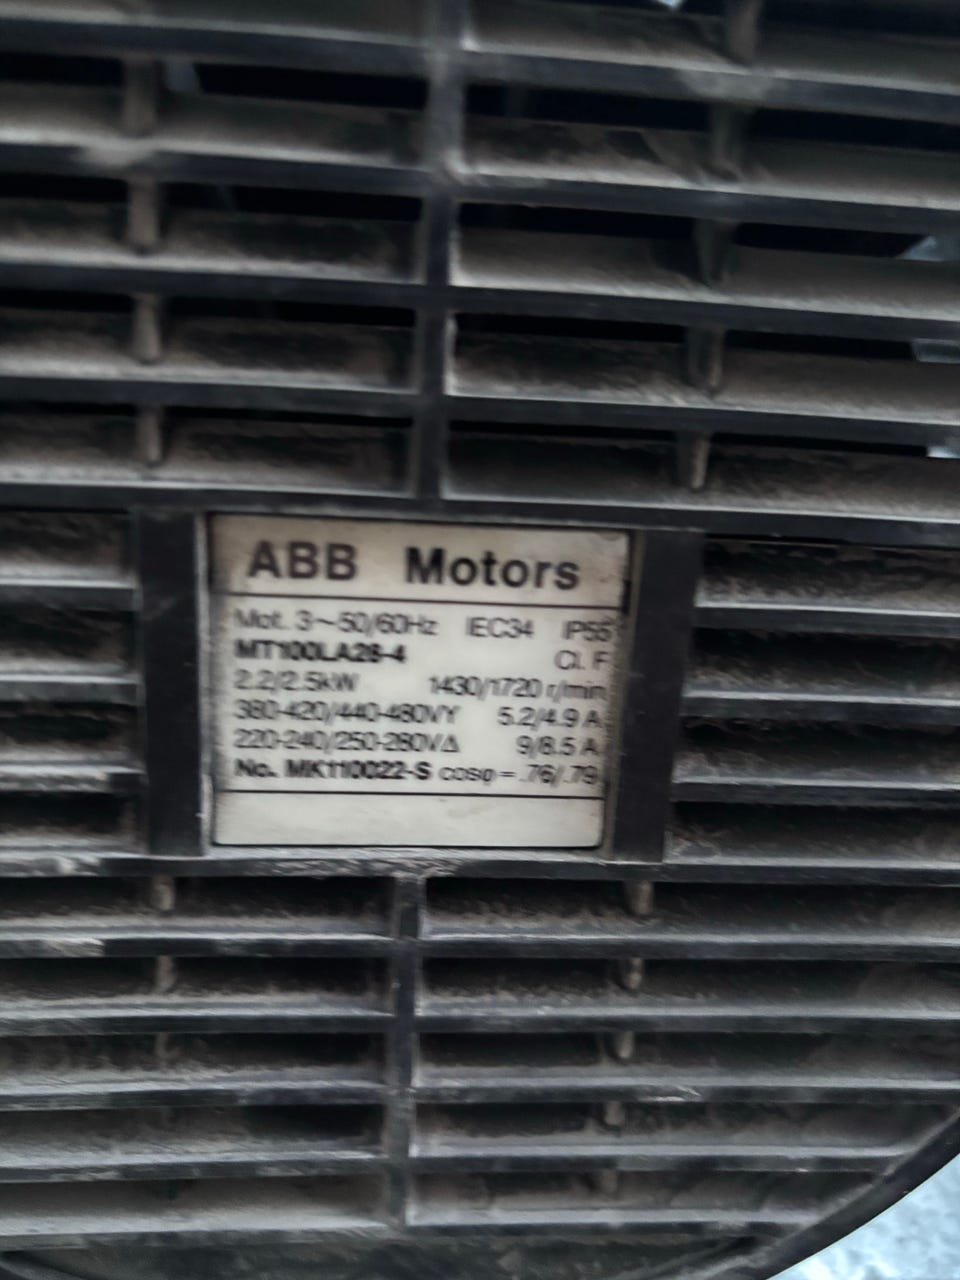 ABB Motors
Mot. 3~50/60Hz IEC34 IP55
MT100LA28-4 Cl. F
2.2/2.5kW 1430/1720 r/min
380-420/440-480VY 5.2/4.9 A
220-240/250-280VΔ 9/8.5 A
No. MK110022-S cosφ = .76/.79